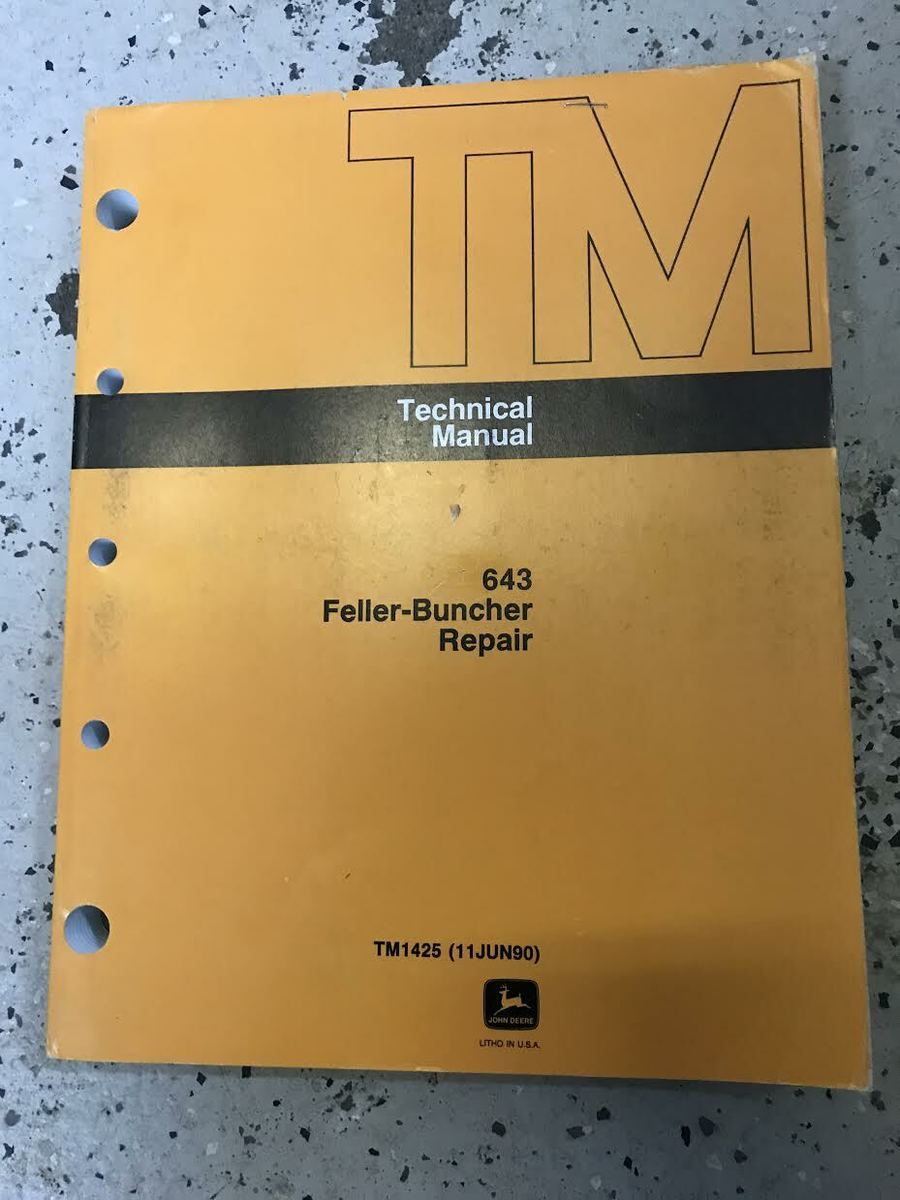 TM
Technical
Manual
643
Feller-Buncher
Repair
TM1425 (11JUN90)
JOHN DEERE
LITHO IN U.S.A.